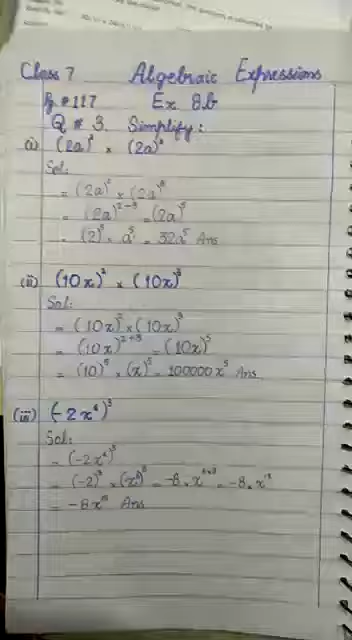 Class 7 Algebraic Expressions
Pg # 117 Ex 8.b
Q # 3. Simplify:
(i) (2a)² × (2a)³
Sol:
= (2a)² × (2a)³
= (2a)²⁺³ = (2a)⁵
= (2)⁵ × a⁵ = 32a⁵ Ans
(ii) (10x)² × (10x)³
Sol:
= (10x)² × (10x)³
= (10x)²⁺³ = (10x)⁵
= (10)⁵ × (x)⁵ = 100000x⁵ Ans
(iii) (-2x⁴)³
Sol:
= (-2x⁴)³
= (-2)³ × (x⁴)³ = -8 × x⁴ˣ³ = -8 × x¹²
= -8x¹² Ans